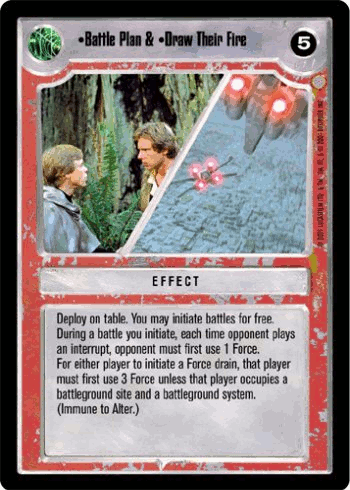 •Battle Plan & •Draw Their Fire
5
EFFECT
Deploy on table. You may initiate battles for free.
During a battle you initiate, each time opponent plays
an interrupt, opponent must first use 1 Force.
For either player to initiate a Force drain, that player
must first use 3 Force unless that player occupies a
battleground site and a battleground system.
(Immune to Alter.)